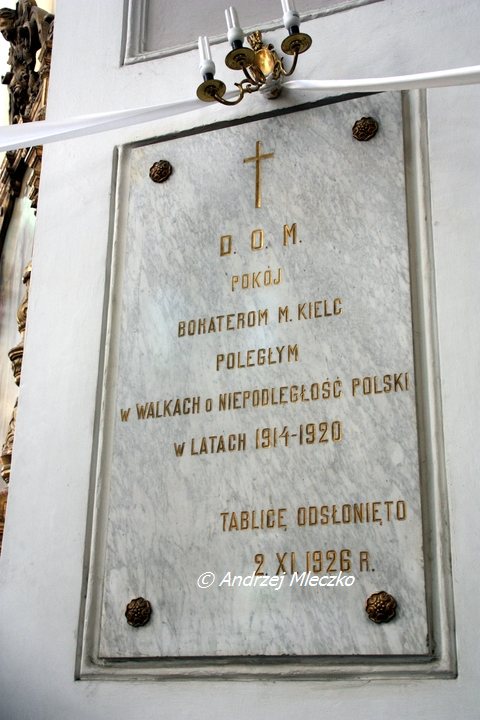 D. O. M.
POKÓJ
BOHATEROM M. KIELC
POLEGŁYM
W WALKACH O NIEPODLEGŁOŚĆ POLSKI
W LATACH 1914-1920
TABLICĘ ODSŁONIĘTO
2 XI 1926 R.
© Andrzej Mleczko